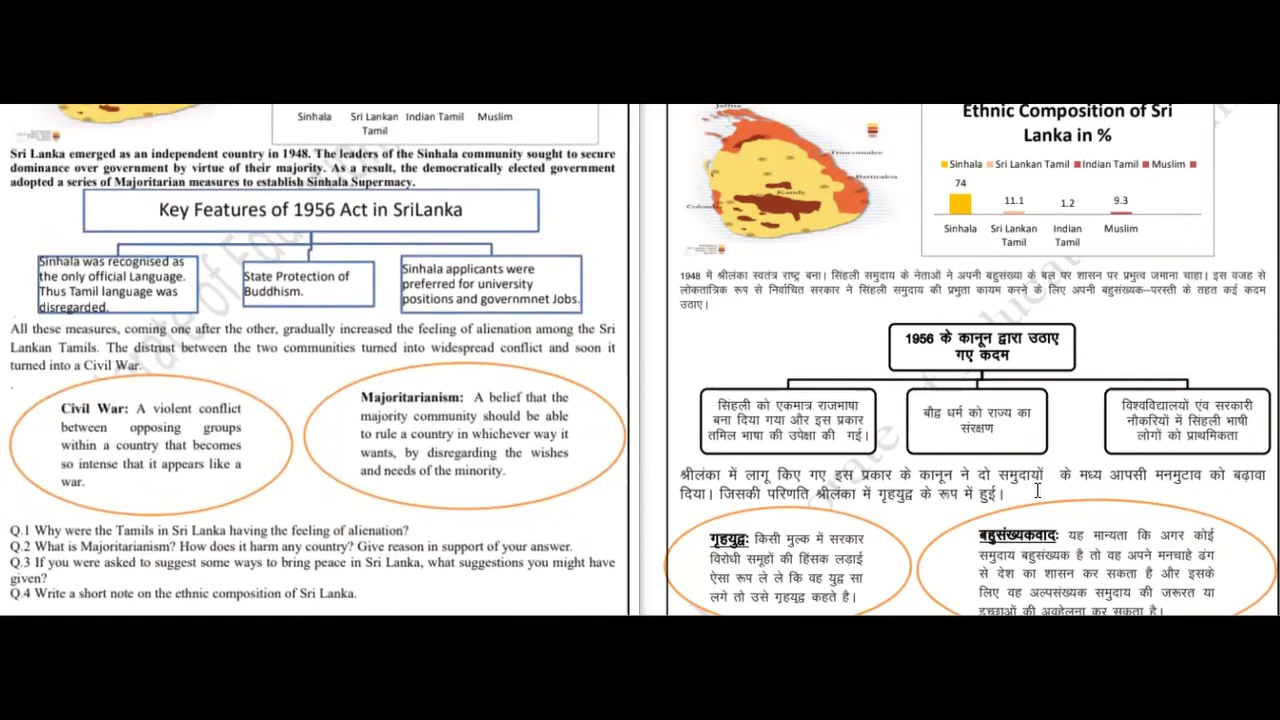 Sinhala Sri Lankan Indian Tamil Muslim
Tamil
Sri Lanka emerged as an independent country in 1948. The leaders of the Sinhala community sought to secure
dominance over government by virtue of their majority. As a result, the democratically elected government
adopted a series of Majoritarian measures to establish Sinhala Supermacy.
Key Features of 1956 Act in SriLanka
Sinhala was recognised as
the only official Language.
Thus Tamil language was
disregarded.
State Protection of
Buddhism.
Sinhala applicants were
preferred for university
positions and governmnet Jobs.
All these measures, coming one after the other, gradually increased the feeling of alienation among the Sri
Lankan Tamils. The distrust between the two communities turned into widespread conflict and soon it
turned into a Civil War.
Civil War: A violent conflict
between opposing groups
within a country that becomes
so intense that it appears like a
war.
Majoritarianism: A belief that the
majority community should be able
to rule a country in whichever way it
wants, by disregarding the wishes
and needs of the minority.
Q.1 Why were the Tamils in Sri Lanka having the feeling of alienation?
Q.2 What is Majoritarianism? How does it harm any country? Give reason in support of your answer.
Q.3 If you were asked to suggest some ways to bring peace in Sri Lanka, what suggestions you might have
given?
Q.4 Write a short note on the ethnic composition of Sri Lanka.
Jaffna
Trincomalee
Batticaloa
Kandy
Ethnic Composition of Sri
Lanka in %
Sinhala Sri Lankan Tamil Indian Tamil Muslim
74
11.1
1.2
9.3
Sinhala Sri Lankan Indian Muslim
Tamil Tamil
1948 में श्रीलंका स्वतंत्र राष्ट्र बना। सिंहली समुदाय के नेताओं ने अपनी बहुसंख्या के बल पर शासन पर प्रभुत्व जमाना चाहा। इस वजह से
लोकतांत्रिक रूप से निर्वाचित सरकार ने सिंहली समुदाय की प्रभुता कायम करने के लिए अपनी बहुसंख्यक–परस्ती के तहत कई कदम
उठाए।
1956 के कानून द्वारा उठाए
गए कदम
सिंहली को एकमात्र राजभाषा
बना दिया गया और इस प्रकार
तमिल भाषा की उपेक्षा की गई।
बौद्व धर्म को राज्य का
संरक्षण
विश्वविद्यालयों एंव सरकारी
नौकरियों में सिंहली भाषी
लोगों को प्राथमिकता
श्रीलंका में लागू किए गए इस प्रकार के कानून ने दो समुदायों के मध्य आपसी मनमुटाव को बढ़ावा
दिया। जिसकी परिणति श्रीलंका में गृहयुद्व के रूप में हुई।
गृहयुद्वः किसी मुल्क में सरकार
विरोधी समूहों की हिंसक लड़ाई
ऐसा रूप ले ले कि वह युद्व सा
लगे तो उसे गृहयुद्व कहते है।
बहुसंख्यकवादः यह मान्यता कि अगर कोई
समुदाय बहुसंख्यक है तो वह अपने मनचाहे ढंग
से देश का शासन कर सकता है और इसके
लिए वह अल्पसंख्यक समुदाय की जरूरत या
इच्छाओं की अवहेलना कर सकता है।